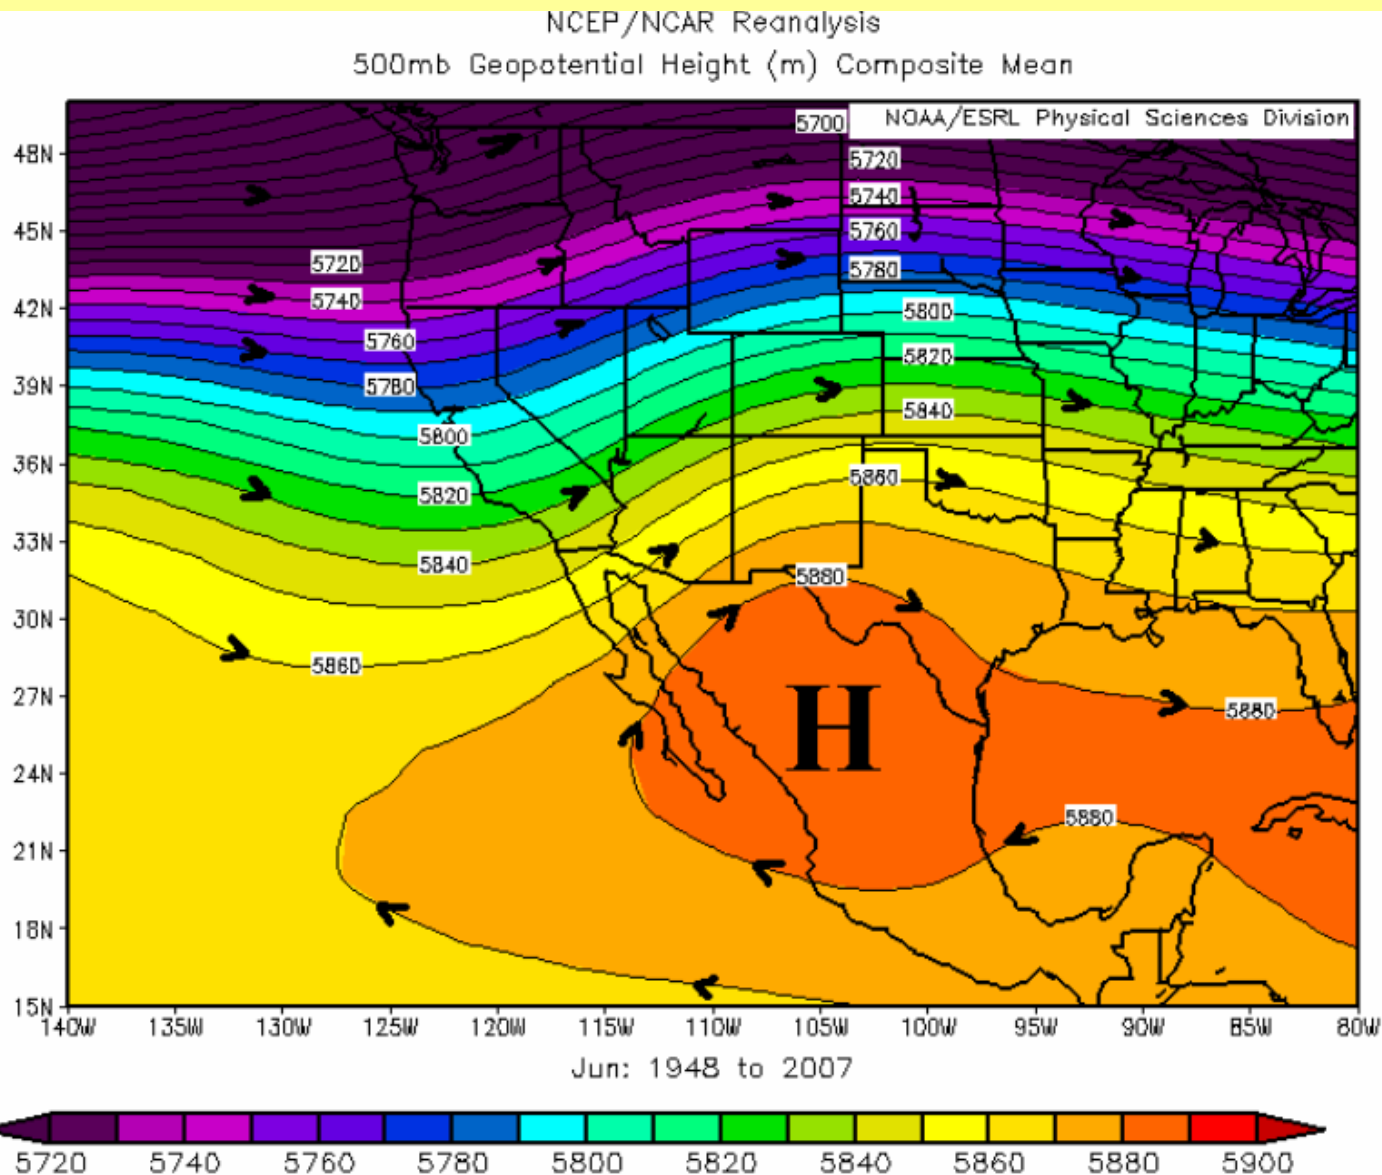 NCEP/NCAR Reanalysis
500mb Geopotential Height (m) Composite Mean
NOAA/ESRL Physical Sciences Division
5700
48N
5720
5740
45N
5760
5720
5780
5740
42N
5800
5760
5820
39N
5780
5840
5800
36N
5860
5820
33N
5840
5880
30N
5860
27N
5880
H
24N
5880
21N
18N
15N
140W 135W 130W 125W 120W 115W 110W 105W 100W 95W 90W 85W 80W
Jun: 1948 to 2007
5720 5740 5760 5780 5800 5820 5840 5860 5880 5900